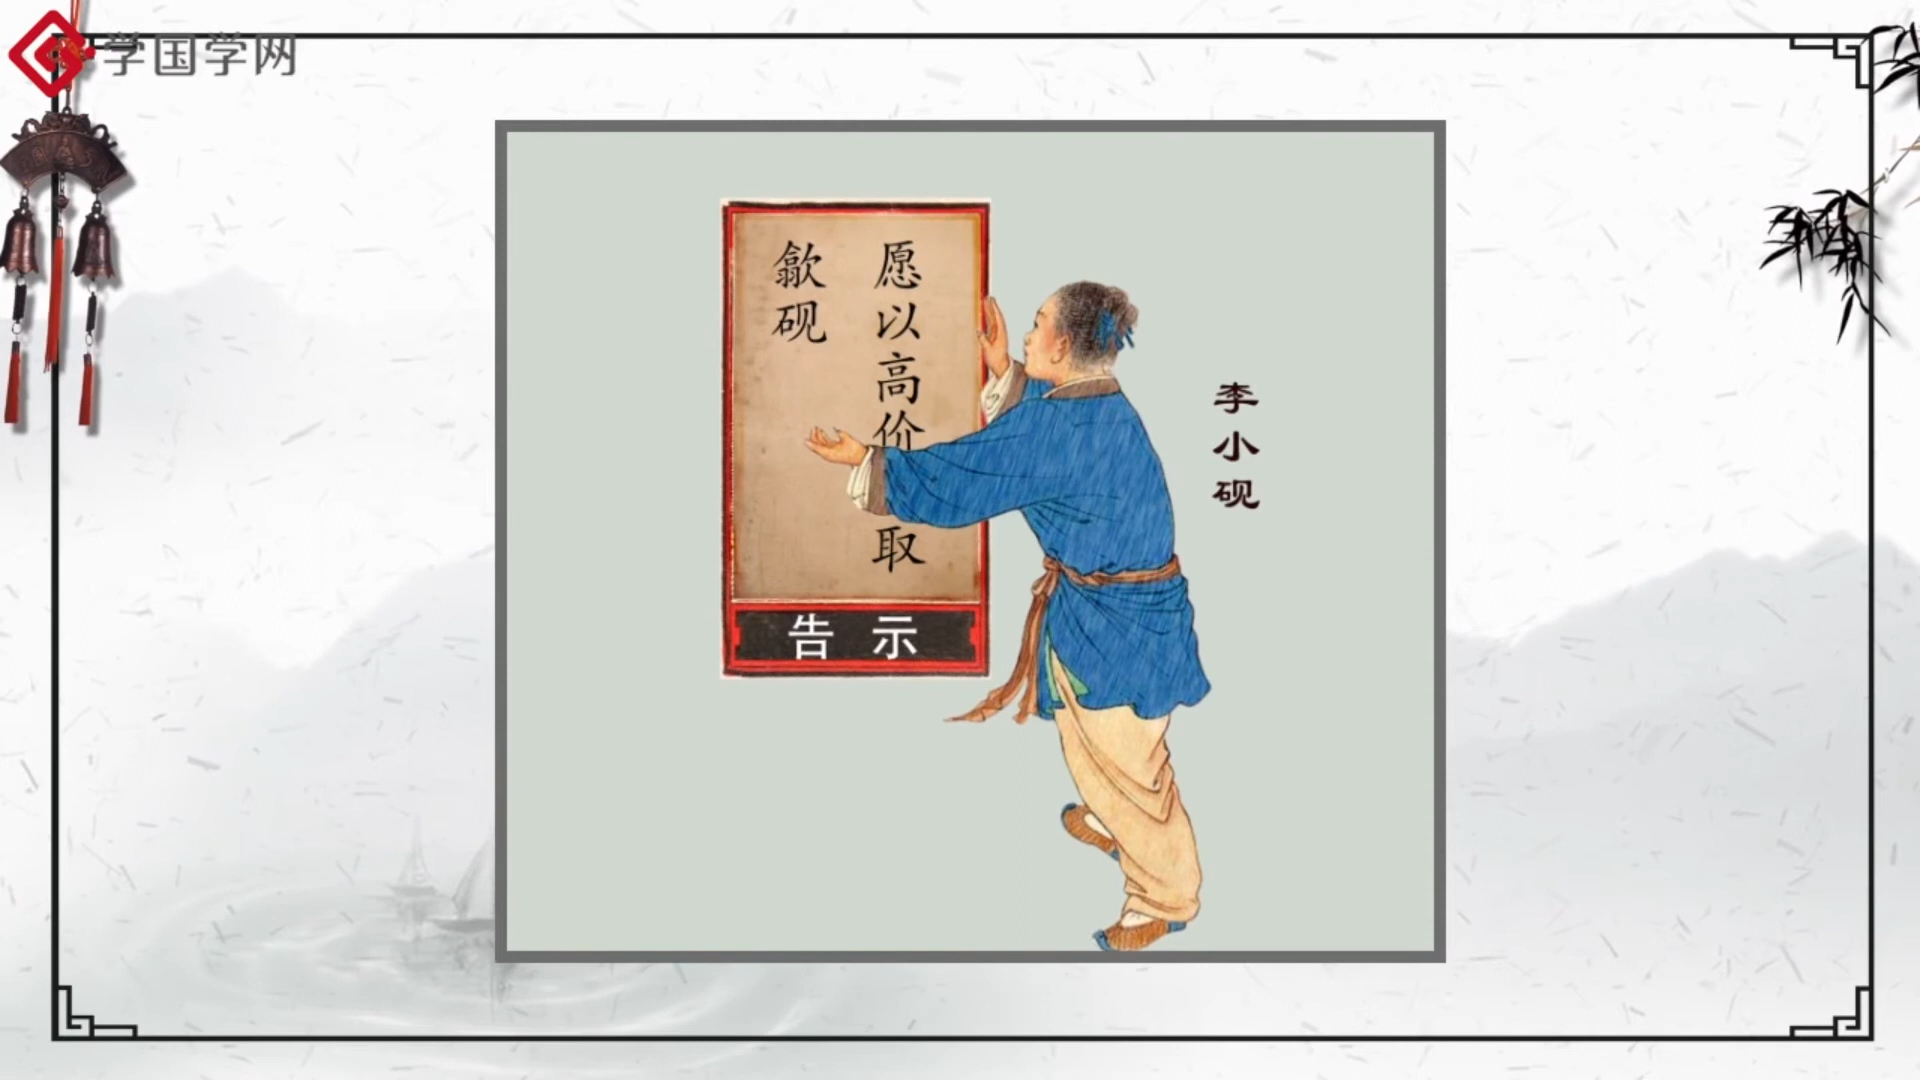 学国学网
愿以高价 取
歙砚
告示
李小砚